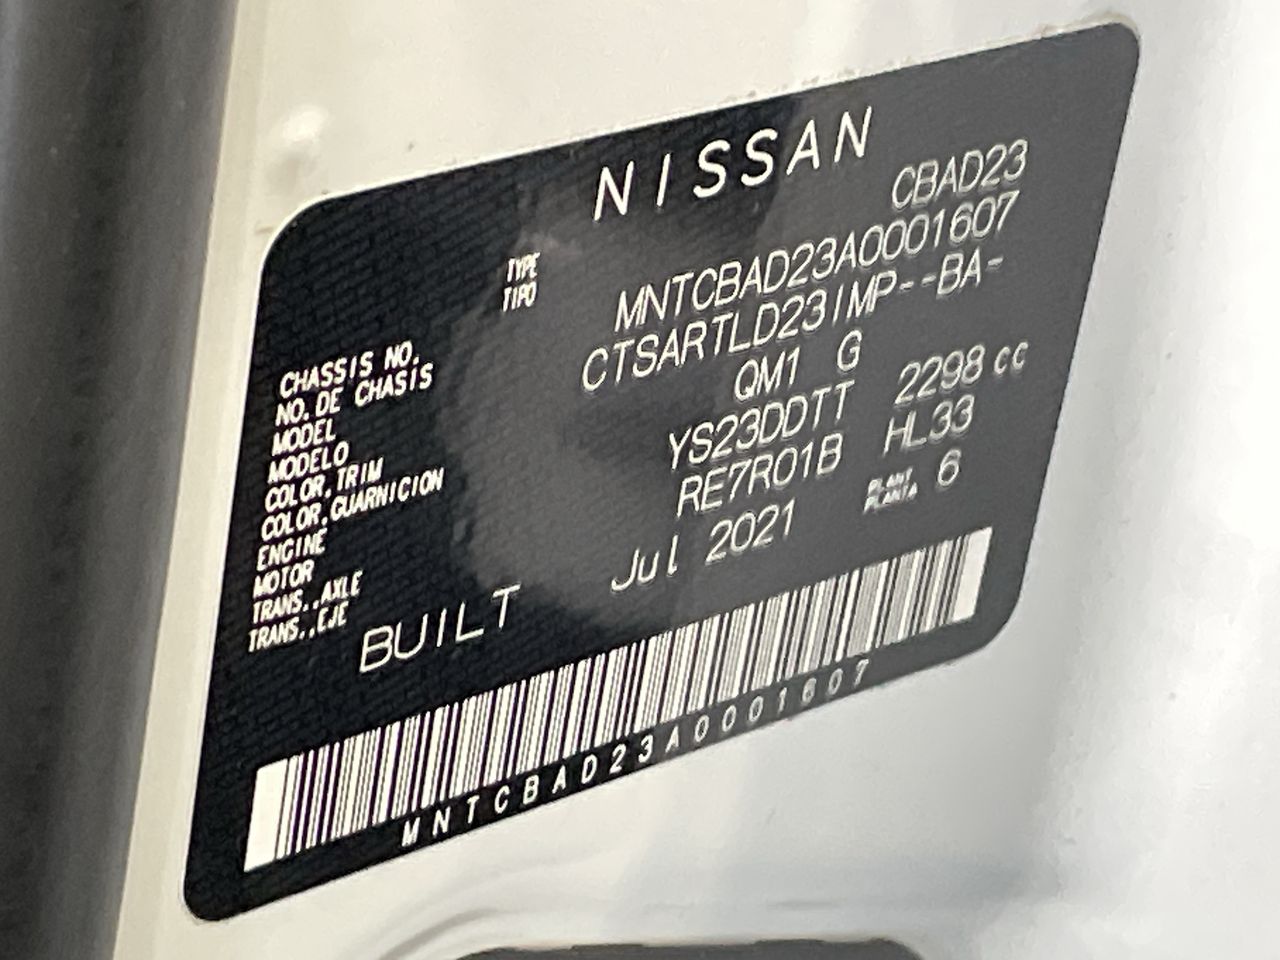 NISSAN
TYPE CBAD23
TIPO
CHASSIS NO. MNTCBAD23A0001607
NO. DE CHASIS
MODEL CTSARTLD23IMP--BA-
MODELO
COLOR,TRIM QM1 G
COLOR,GUARNICION
ENGINE YS23DDTT 2298 cc
MOTOR
TRANS.,AXLE RE7R01B HL33
TRANS.,EJE
BUILT Jul 2021 PLANT 6
PLANTA
MNTCBAD23A0001607